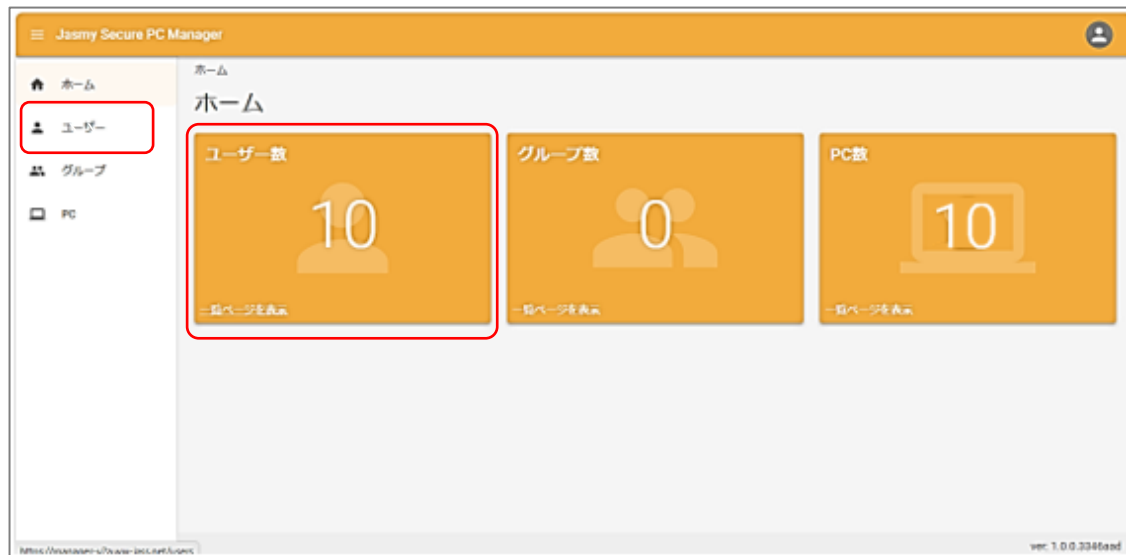 Jasmy Secure PC Manager
ホーム
ユーザー
グループ
PC
ホーム
ホーム
ユーザー数
10
一覧ページを表示
グループ数
0
一覧ページを表示
PC数
10
一覧ページを表示
ver. 1.0.0.3346aad